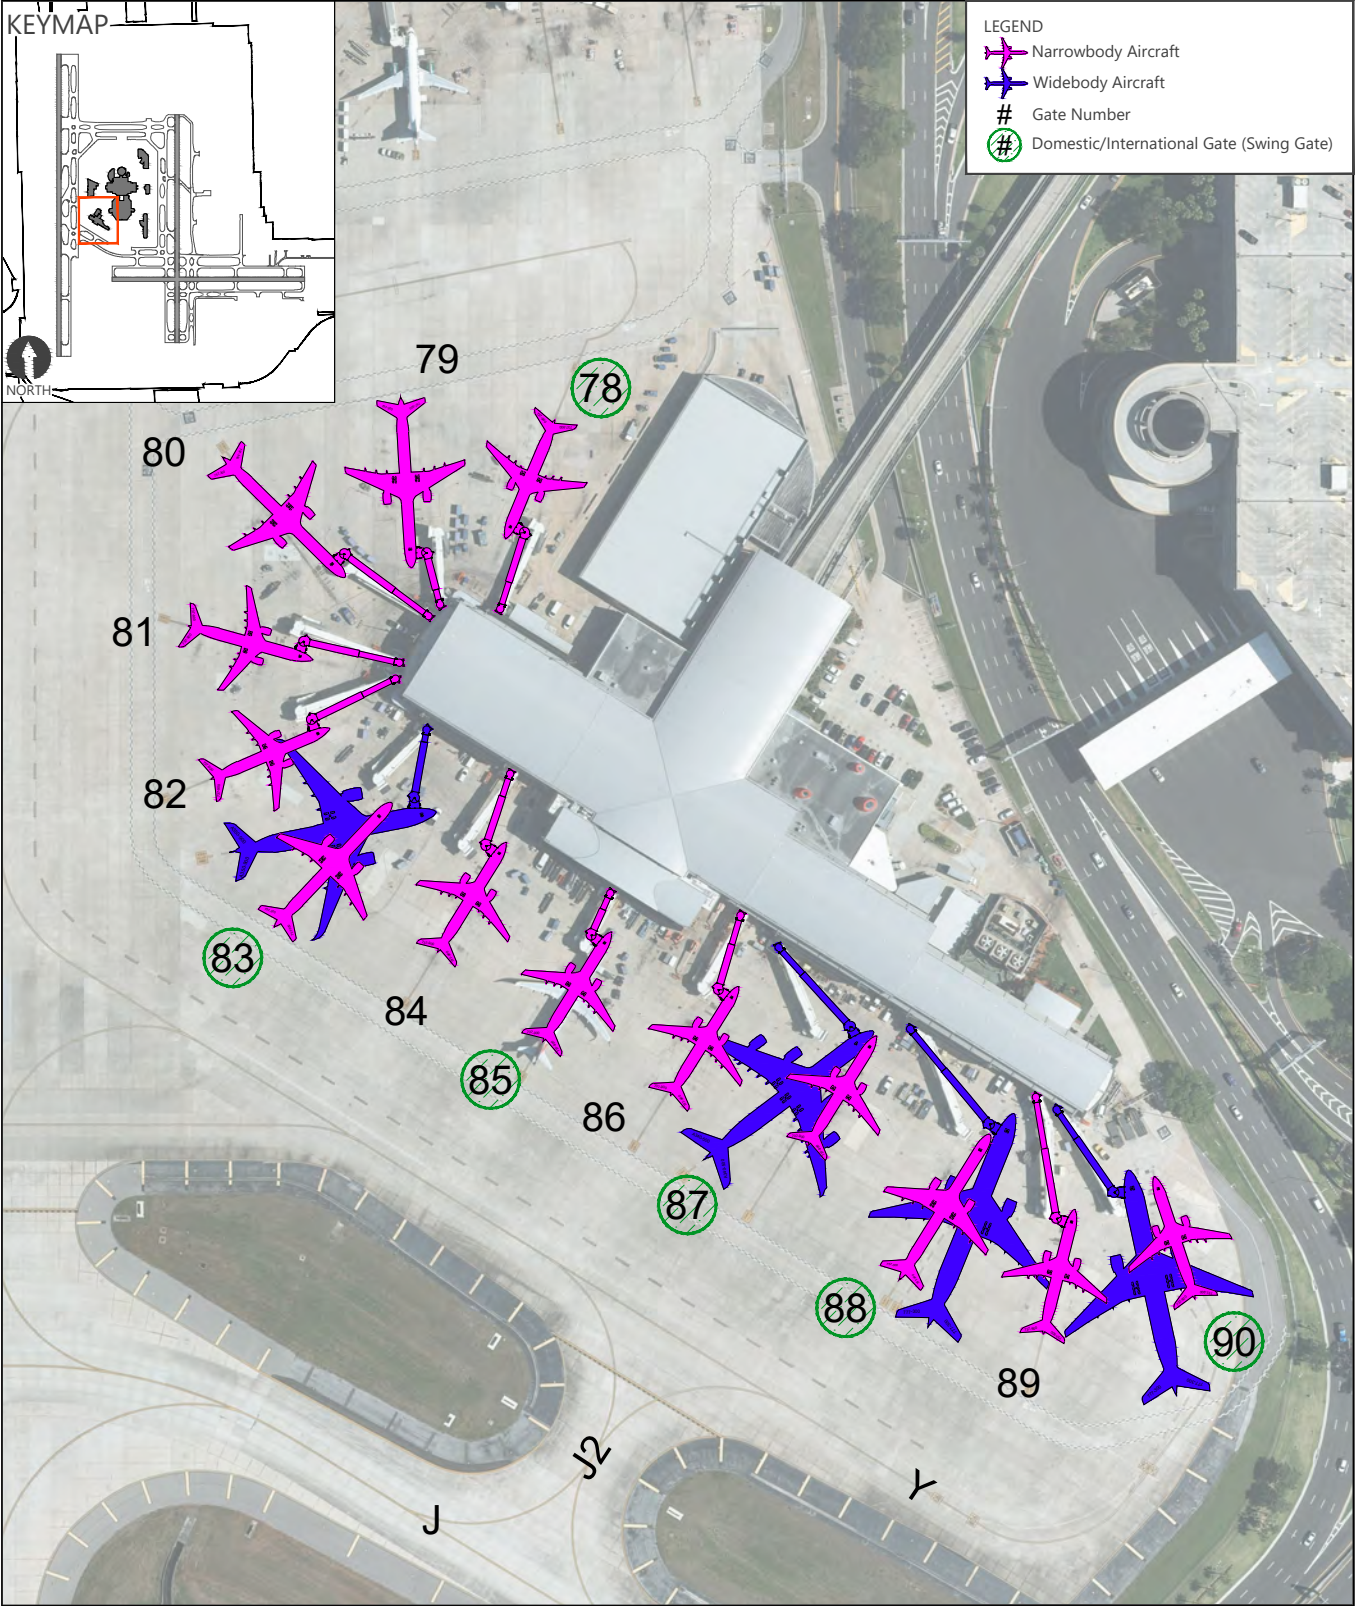 KEYMAP
NORTH
LEGEND
Narrowbody Aircraft
Widebody Aircraft
# Gate Number
# Domestic/International Gate (Swing Gate)
79
78
80
81
82
83
84
85
86
87
88
90
89
J2
Y
J